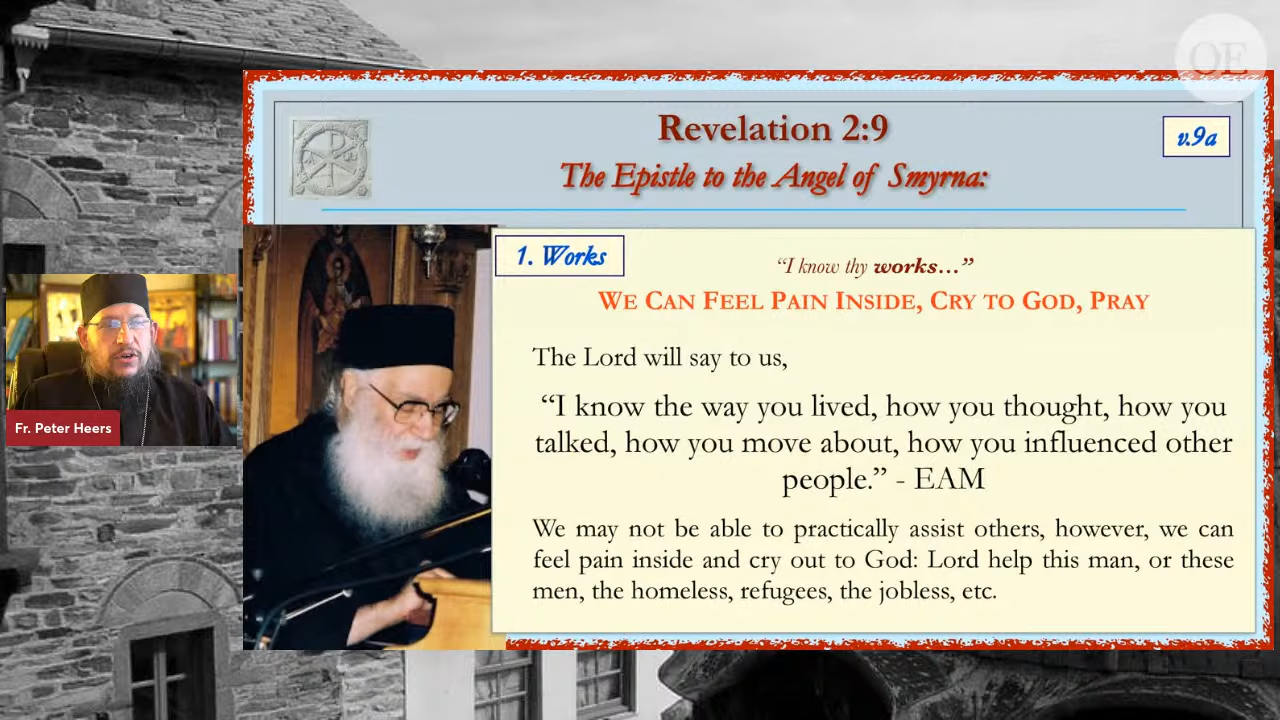 OE
Revelation 2:9
v.9a
The Epistle to the Angel of Smyrna:
1. Works
“I know thy works...”
WE CAN FEEL PAIN INSIDE, CRY TO GOD, PRAY
The Lord will say to us,
“I know the way you lived, how you thought, how you
talked, how you move about, how you influenced other
people.” - EAM
We may not be able to practically assist others, however, we can
feel pain inside and cry out to God: Lord help this man, or these
men, the homeless, refugees, the jobless, etc.
Fr. Peter Heers